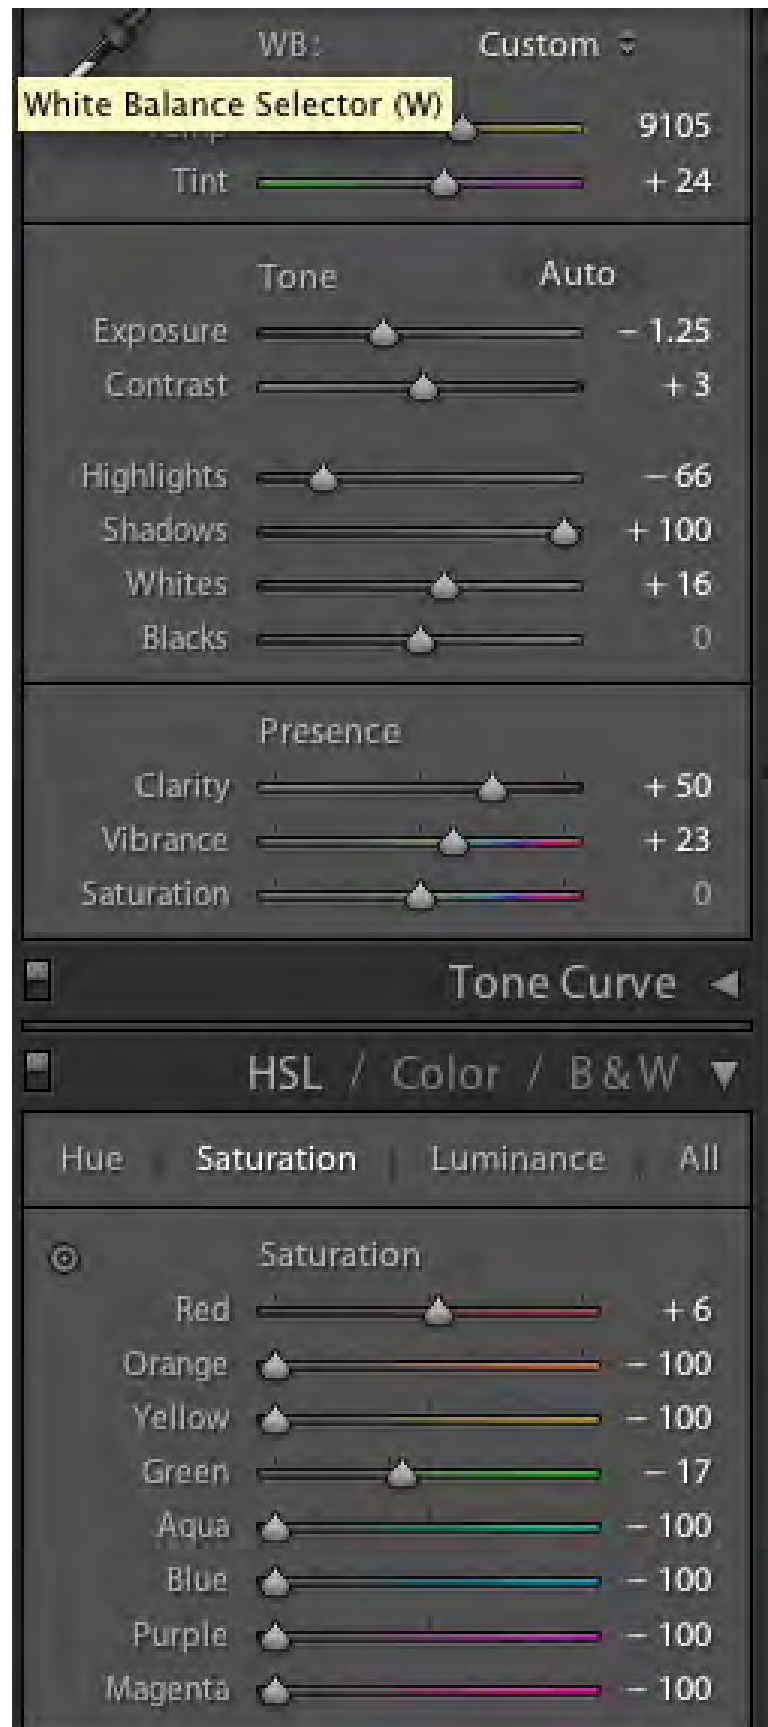 WB: Custom
White Balance Selector (W)
9105
Tint + 24
Tone Auto
Exposure − 1.25
Contrast + 3
Highlights − 66
Shadows + 100
Whites + 16
Blacks 0
Presence
Clarity + 50
Vibrance + 23
Saturation 0
Tone Curve
HSL / Color / B & W
Hue Saturation Luminance All
Saturation
Red + 6
Orange − 100
Yellow − 100
Green − 17
Aqua − 100
Blue − 100
Purple − 100
Magenta − 100